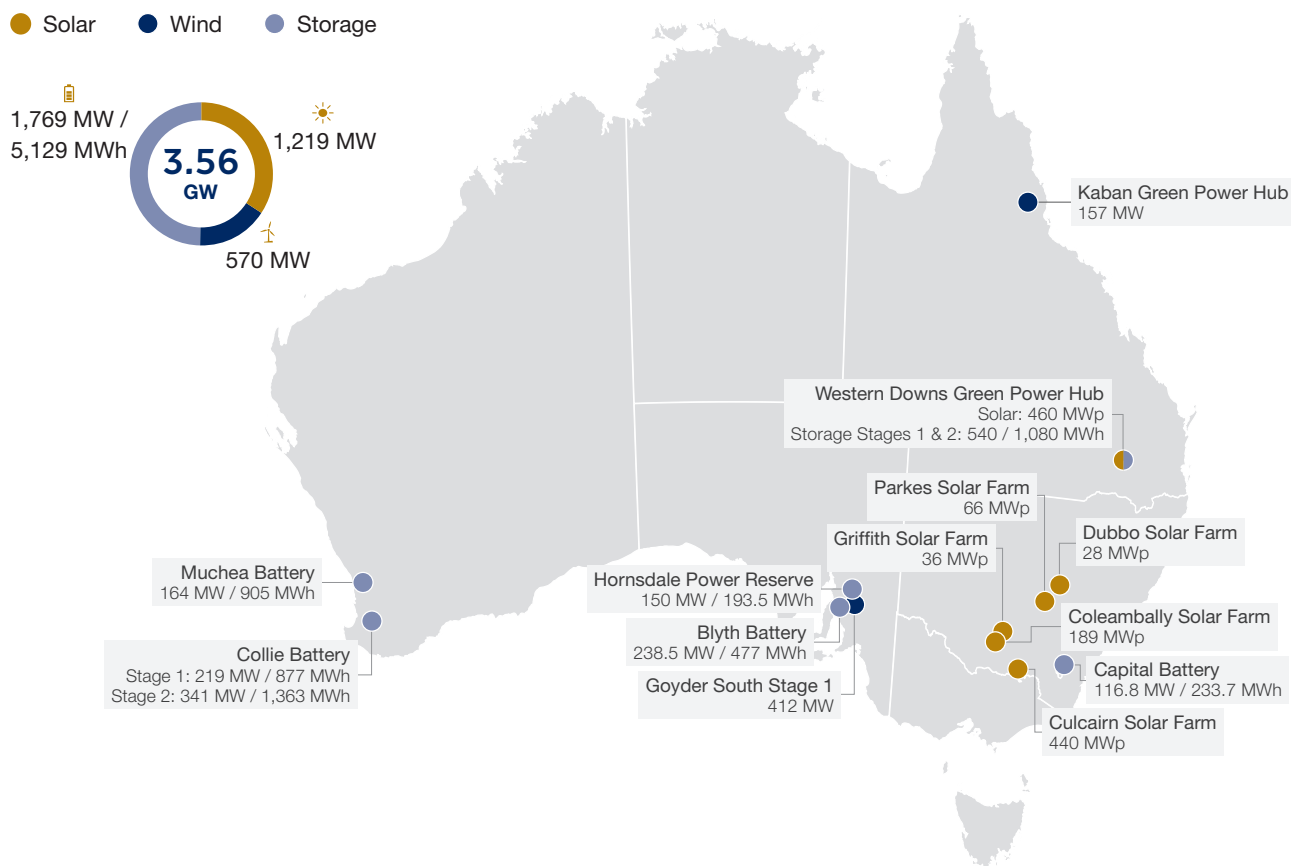 Solar
Wind
Storage
1,769 MW /
5,129 MWh
3.56
GW
1,219 MW
570 MW
Kaban Green Power Hub
157 MW
Western Downs Green Power Hub
Solar: 460 MWp
Storage Stages 1 & 2: 540 / 1,080 MWh
Parkes Solar Farm
66 MWp
Griffith Solar Farm
36 MWp
Dubbo Solar Farm
28 MWp
Muchea Battery
164 MW / 905 MWh
Hornsdale Power Reserve
150 MW / 193.5 MWh
Coleambally Solar Farm
189 MWp
Blyth Battery
238.5 MW / 477 MWh
Collie Battery
Stage 1: 219 MW / 877 MWh
Stage 2: 341 MW / 1,363 MWh
Capital Battery
116.8 MW / 233.7 MWh
Goyder South Stage 1
412 MW
Culcairn Solar Farm
440 MWp